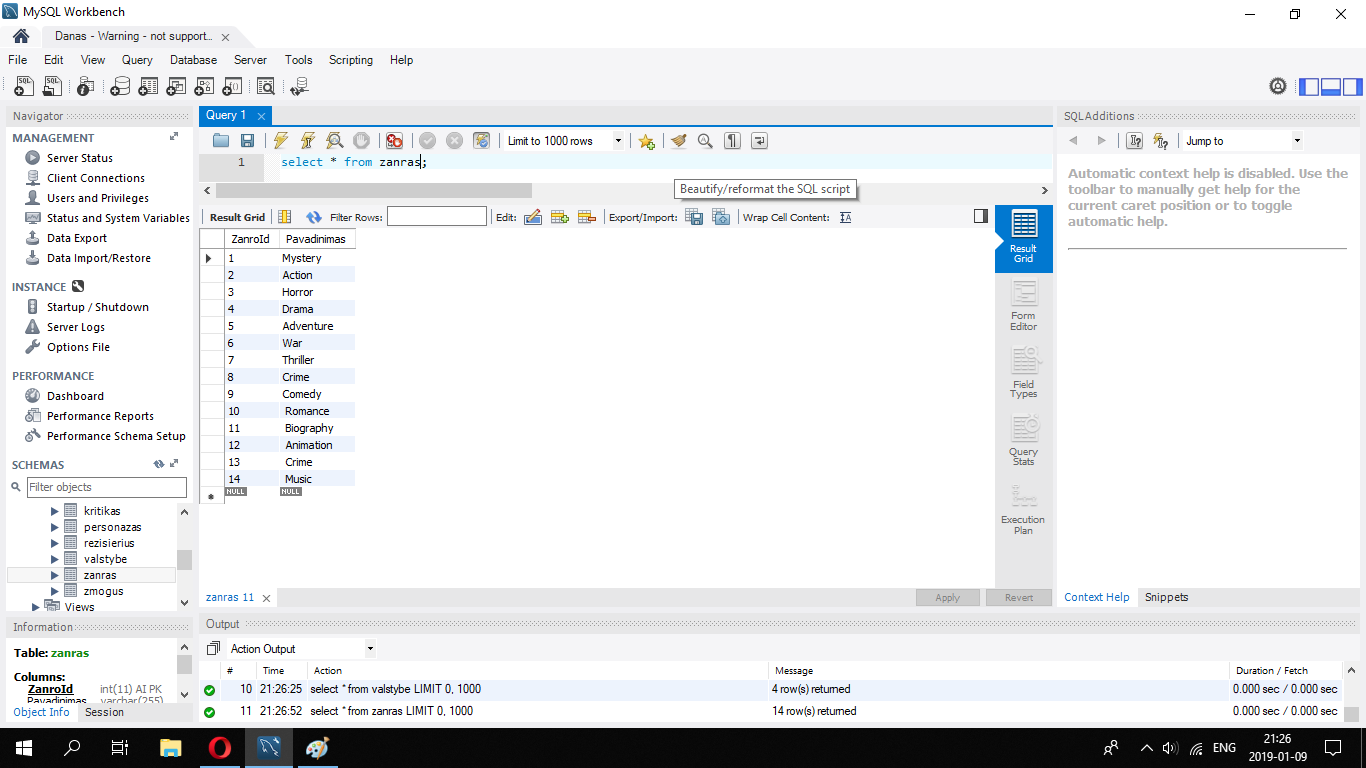 MySQL Workbench
Danas - Warning - not support...
File Edit View Query Database Server Tools Scripting Help
Navigator
MANAGEMENT
Server Status
Client Connections
Users and Privileges
Status and System Variables
Data Export
Data Import/Restore
INSTANCE
Startup / Shutdown
Server Logs
Options File
PERFORMANCE
Dashboard
Performance Reports
Performance Schema Setup
SCHEMAS
Filter objects
kritikas
personazas
rezisierius
valstybe
zanras
zmogus
Views
Information
Table: zanras
Columns:
ZanroId int(11) AI PK
Pavadinimas varchar(255)
Object Info Session
Query 1
Limit to 1000 rows
1 select * from zanras;
Beautify/reformat the SQL script
Result Grid Filter Rows: Edit: Export/Import: Wrap Cell Content:
ZanroId Pavadinimas
1 Mystery
2 Action
3 Horror
4 Drama
5 Adventure
6 War
7 Thriller
8 Crime
9 Comedy
10 Romance
11 Biography
12 Animation
13 Crime
14 Music
NULL NULL
Result
Grid
Form
Editor
Field
Types
Query
Stats
Execution
Plan
zanras 11
Apply Revert
SQLAdditions
Jump to
Automatic context help is disabled. Use the
toolbar to manually get help for the
current caret position or to toggle
automatic help.
Context Help Snippets
Output
Action Output
# Time Action Message Duration / Fetch
10 21:26:25 select * from valstybe LIMIT 0, 1000 4 row(s) returned 0.000 sec / 0.000 sec
11 21:26:52 select * from zanras LIMIT 0, 1000 14 row(s) returned 0.000 sec / 0.000 sec
ENG
21:26
2019-01-09